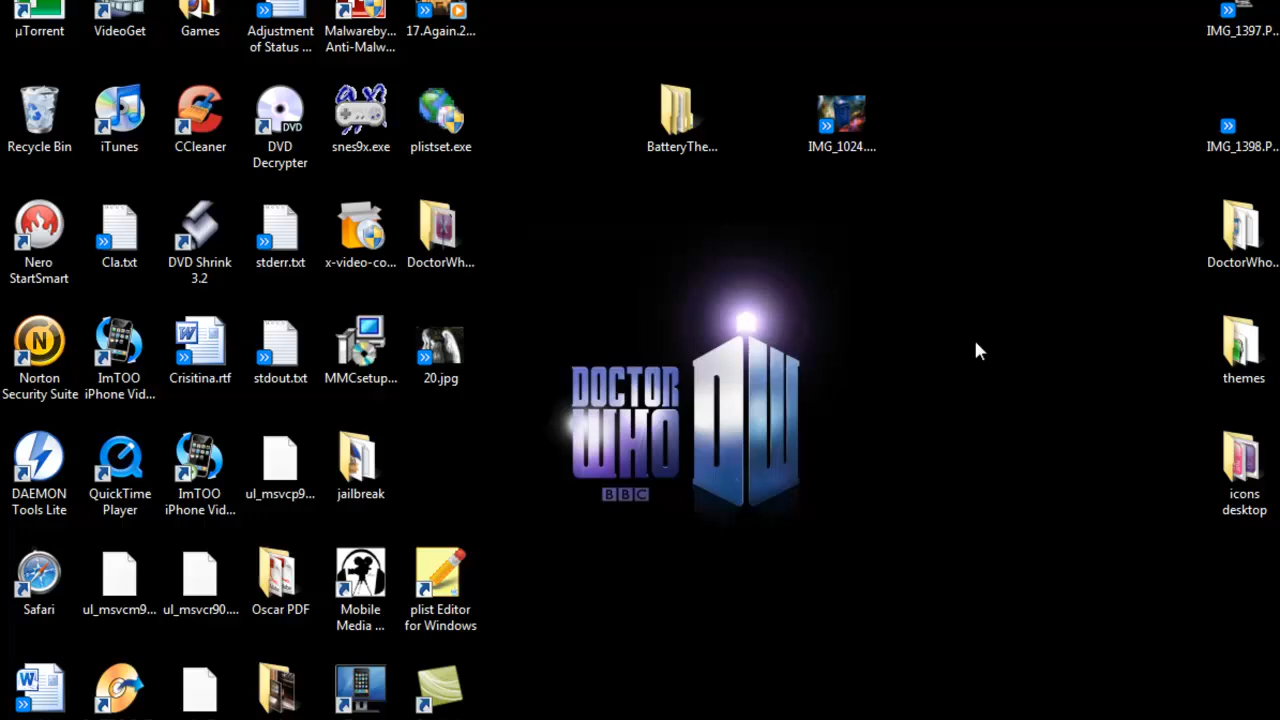 µTorrent
VideoGet
Games
Adjustment
of Status ...
Malwareby...
Anti-Malw...
17.Again.2...
IMG_1397.P...
Recycle Bin
iTunes
CCleaner
DVD
DVD
Decrypter
snes9x.exe
plistset.exe
BatteryThe...
IMG_1024....
IMG_1398.P...
Nero
StartSmart
Cla.txt
DVD Shrink
3.2
stderr.txt
x-video-co...
DoctorWh...
DoctorWho...
N
Norton
Security Suite
ImTOO
iPhone Vid...
W
Crisitina.rtf
stdout.txt
MMCsetup...
20.jpg
themes
DOCTOR
WHO
BBC
DW
DAEMON
Tools Lite
QuickTime
Player
ImTOO
iPhone Vid...
ul_msvcp9...
jailbreak
icons
desktop
Safari
ul_msvcm9...
ul_msvcr90....
Oscar PDF
Mobile
Media ...
plist Editor
for Windows
W